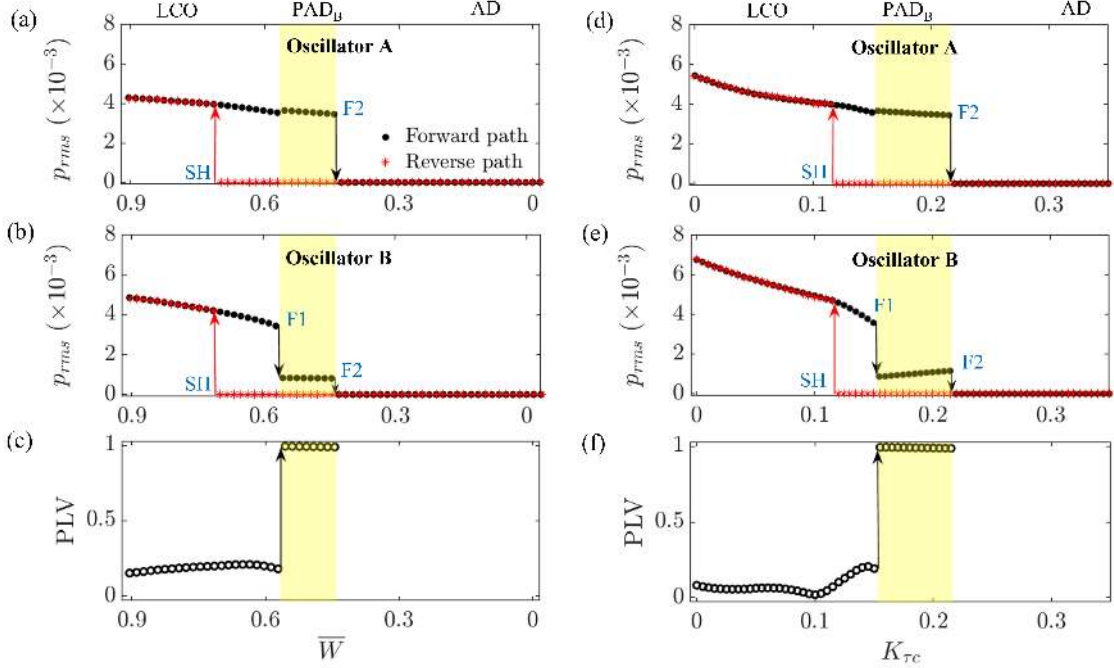 LCO PAD_B AD
(a)
Oscillator A
p_rms (×10^-3)
8
6
4
2
0
F2
SH
Forward path
Reverse path
0.9 0.6 0.3 0
(b)
Oscillator B
p_rms (×10^-3)
8
6
4
2
0
F1
F2
SH
0.9 0.6 0.3 0
(c)
PLV
1
0.5
0
0.9 0.6 0.3 0
W̅
LCO PAD_B AD
(d)
Oscillator A
p_rms (×10^-3)
8
6
4
2
0
F2
SH
0 0.1 0.2 0.3
(e)
Oscillator B
p_rms (×10^-3)
8
6
4
2
0
F1
F2
SH
0 0.1 0.2 0.3
(f)
PLV
1
0.5
0
0 0.1 0.2 0.3
K_τc